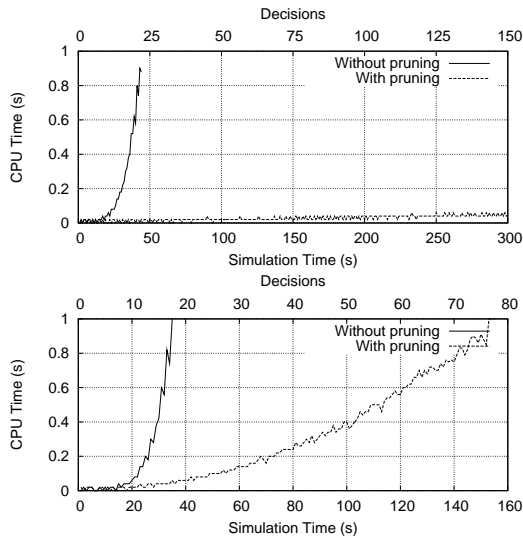 Decisions
0 25 50 75 100 125 150
1
0.8
0.6
0.4
0.2
0
CPU Time (s)
Without pruning
With pruning
0 50 100 150 200 250 300
Simulation Time (s)
Decisions
0 10 20 30 40 50 60 70 80
1
0.8
0.6
0.4
0.2
0
CPU Time (s)
Without pruning
With pruning
0 20 40 60 80 100 120 140 160
Simulation Time (s)